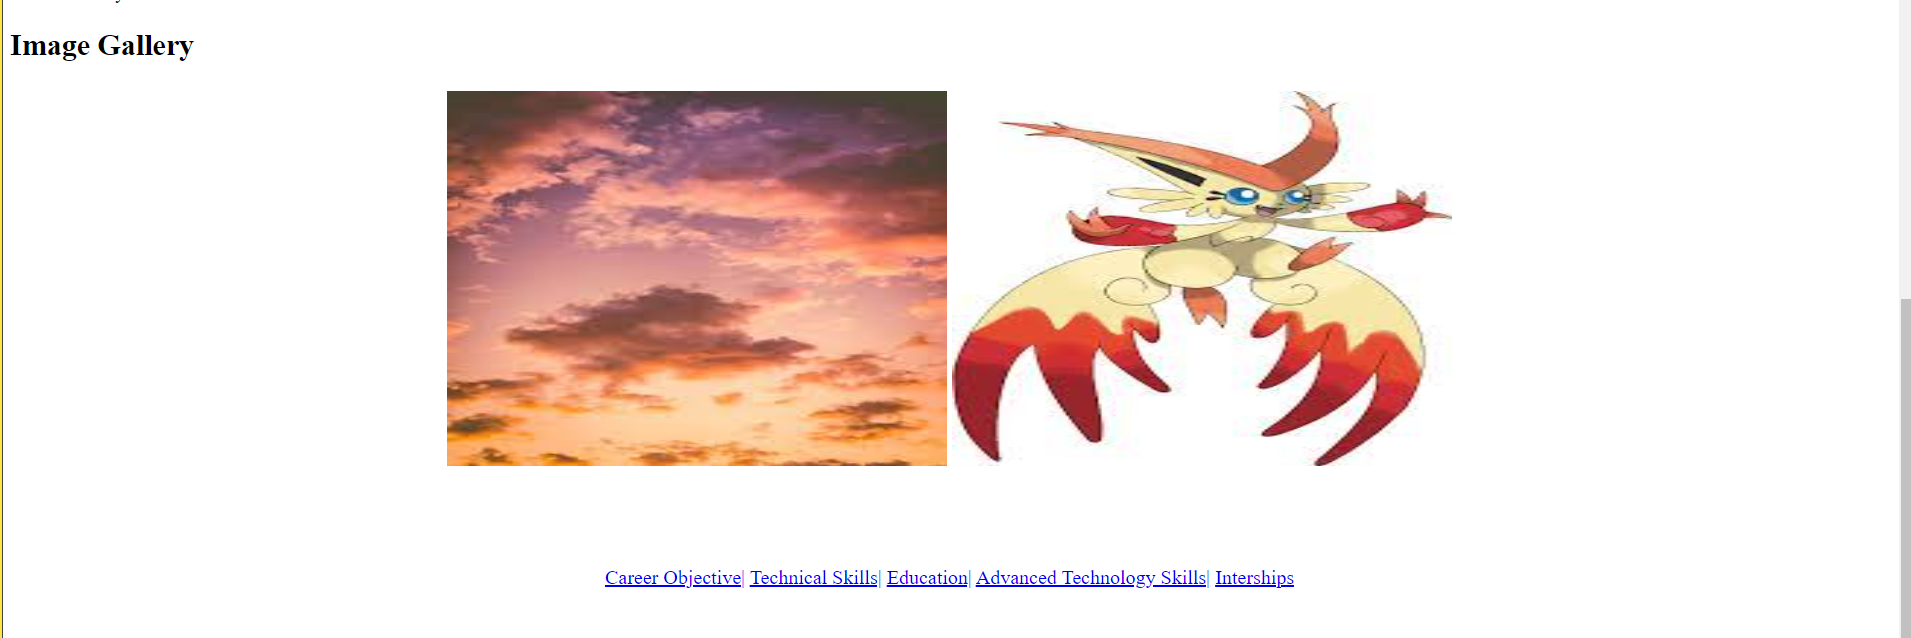 Image Gallery
Career Objective| Technical Skills| Education| Advanced Technology Skills| Interships